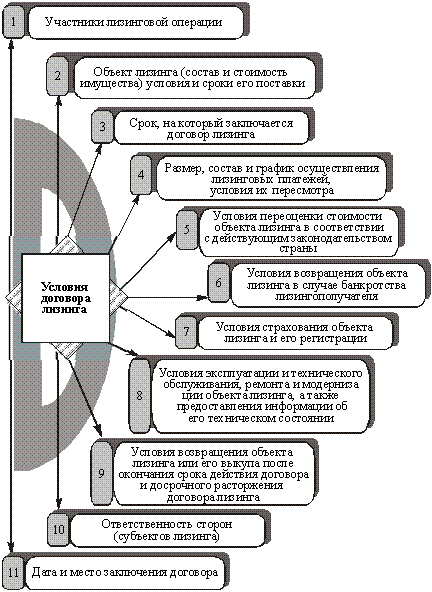 1 Участники лизинговой операции
2 Объект лизинга (состав и стоимость
имущества) условия и сроки его поставки
3 Срок, на который заключается
договор лизинга
4 Размер, состав и график осуществления
лизинговых платежей,
условия их пересмотра
5 Условия переоценки стоимости
объекта лизинга в соответствии
с действующим законодательством
страны
Условия
договора
лизинга
6 Условия возвращения объекта
лизинга в случае банкротства
лизингополучателя
7 Условия страхования объекта
лизинга и его регистрации
8 Условия эксплуатации и технического
обслуживания, ремонта и модерниза
ции объекта лизинга, а также
предоставления информации об
его техническом состоянии
9 Условия возвращения объекта
лизинга или его выкупа после
окончания срока действия договора
и досрочного расторжения
договора лизинга
10 Ответственность сторон
(субъектов лизинга)
11 Дата и место заключения договора